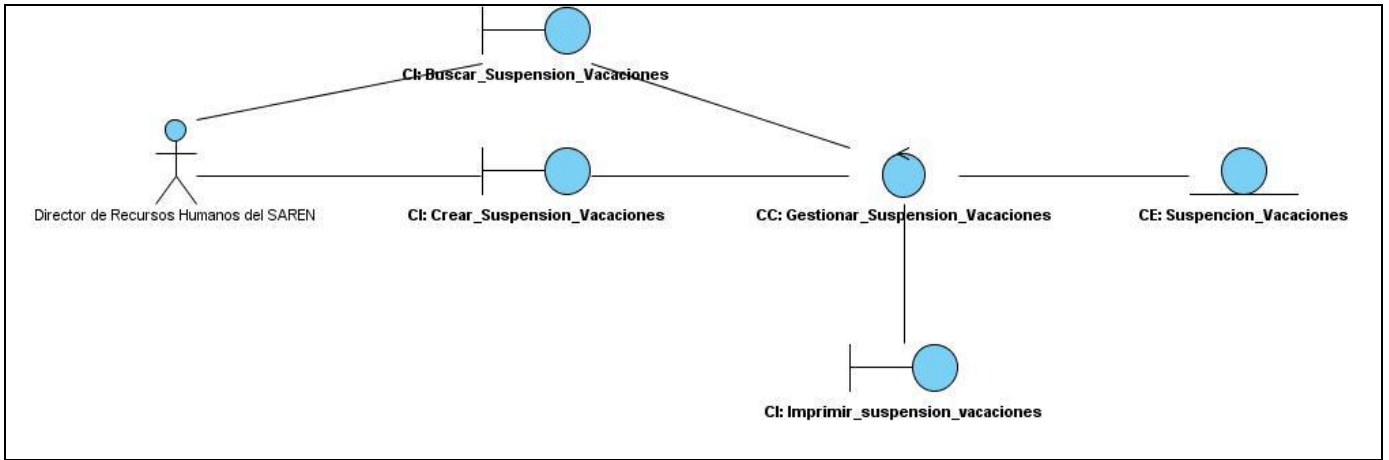 CI: Buscar_Suspension_Vacaciones
Director de Recursos Humanos del SAREN
CI: Crear_Suspension_Vacaciones
CC: Gestionar_Suspension_Vacaciones
CE: Suspencion_Vacaciones
CI: Imprimir_suspension_vacaciones